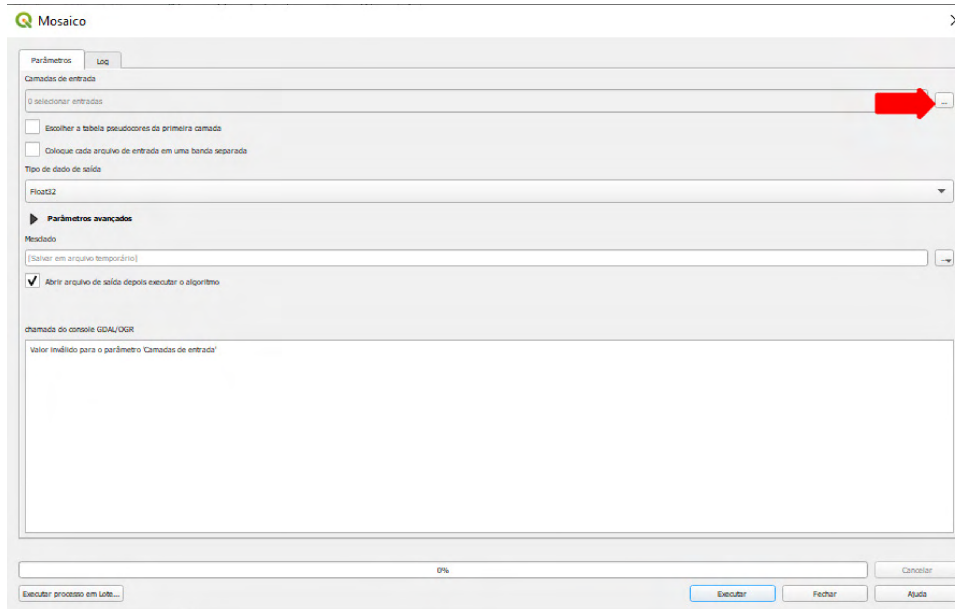 Mosaico
Parâmetros
Log
Camadas de entrada
0 selecionar entradas
...
Escolher a tabela pseudocores da primeira camada
Coloque cada arquivo de entrada em uma banda separada
Tipo de dado de saída
Float32
Parâmetros avançados
Mesclado
[Salvar em arquivo temporário]
...
Abrir arquivo de saída depois executar o algoritmo
chamada do console GDAL/OGR
Valor inválido para o parâmetro 'Camadas de entrada'
0%
Cancelar
Executar processo em Lote...
Executar
Fechar
Ajuda